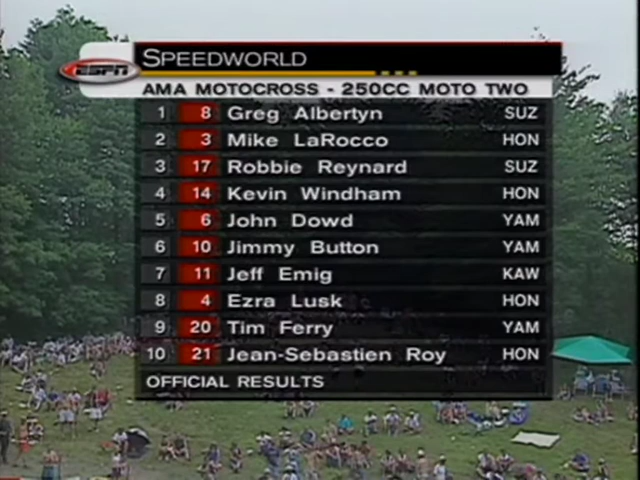 ESPN
SPEEDWORLD
AMA MOTOCROSS - 250CC MOTO TWO
1 8 Greg Albertyn SUZ
2 3 Mike LaRocco HON
3 17 Robbie Reynard SUZ
4 14 Kevin Windham HON
5 6 John Dowd YAM
6 10 Jimmy Button YAM
7 11 Jeff Emig KAW
8 4 Ezra Lusk HON
9 20 Tim Ferry YAM
10 21 Jean-Sebastien Roy HON
OFFICIAL RESULTS